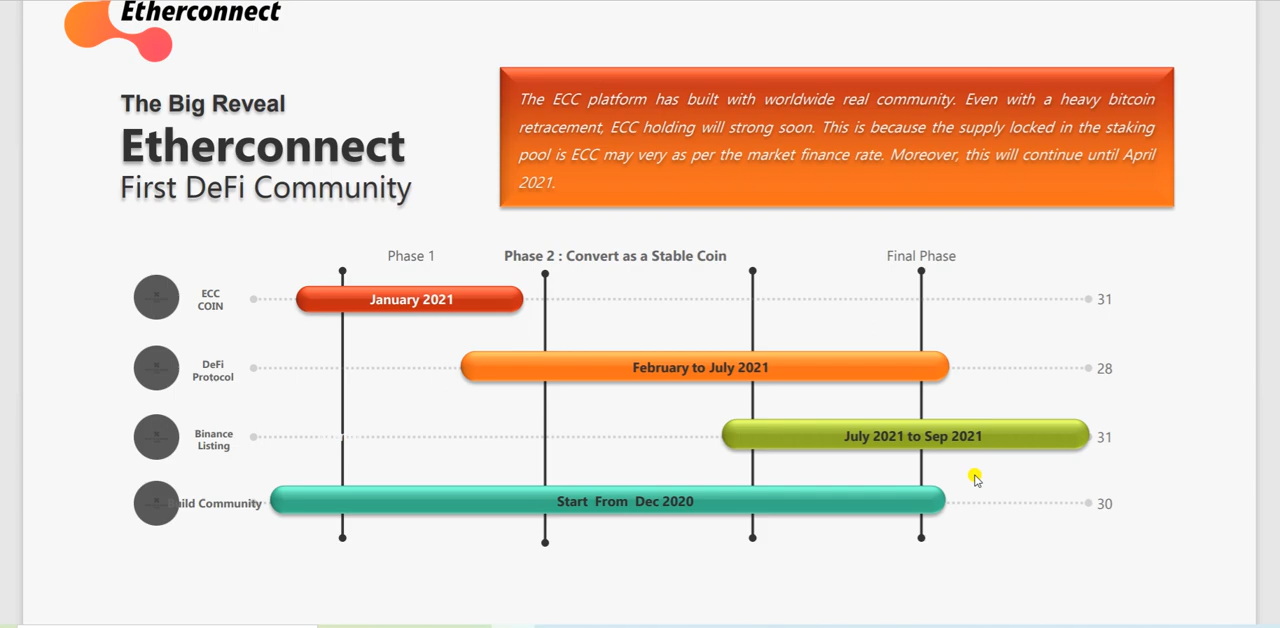 Etherconnect
The Big Reveal
Etherconnect
First DeFi Community
The ECC platform has built with worldwide real community. Even with a heavy bitcoin
retracement, ECC holding will strong soon. This is because the supply locked in the staking
pool is ECC may very as per the market finance rate. Moreover, this will continue until April
2021.
Phase 1
Phase 2 : Convert as a Stable Coin
Final Phase
ECC
COIN
January 2021
31
DeFi
Protocol
February to July 2021
28
Binance
Listing
July 2021 to Sep 2021
31
uild Community
Start From Dec 2020
30